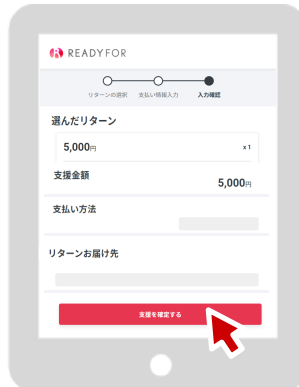 READYFOR
リターンの選択 支払い情報入力 入力確認
選んだリターン
5,000円 x 1
支援金額
5,000円
支払い方法
リターンお届け先
支援を確定する